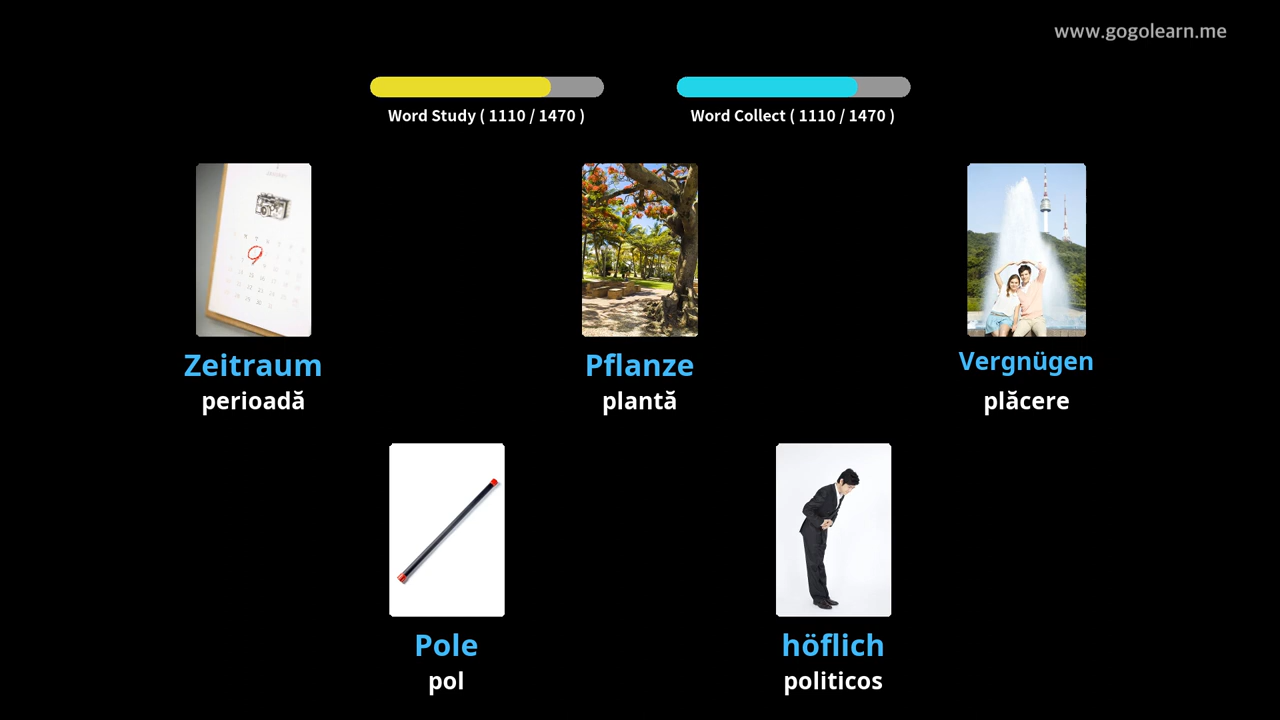 www.gogolearn.me
Word Study ( 1110 / 1470 )
Word Collect ( 1110 / 1470 )
Zeitraum
perioadă
Pflanze
plantă
Vergnügen
plăcere
Pole
pol
höflich
politicos